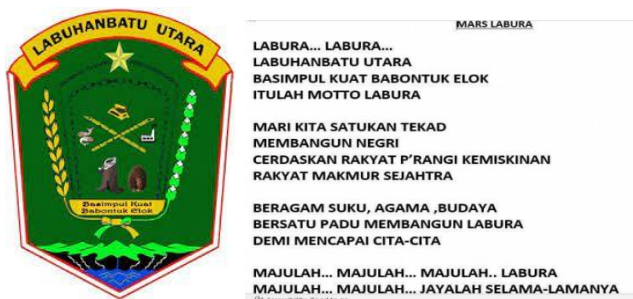 LABUHANBATU UTARA
Basimpul Kuat
Babontuk Elok
MARS LABURA
LABURA... LABURA...
LABUHANBATU UTARA
BASIMPUL KUAT BABONTUK ELOK
ITULAH MOTTO LABURA
MARI KITA SATUKAN TEKAD
MEMBANGUN NEGRI
CERDASKAN RAKYAT P'RANGI KEMISKINAN
RAKYAT MAKMUR SEJAHTRA
BERAGAM SUKU, AGAMA ,BUDAYA
BERSATU PADU MEMBANGUN LABURA
DEMI MENCAPAI CITA-CITA
MAJULAH... MAJULAH... MAJULAH.. LABURA
MAJULAH... MAJULAH... JAYALAH SELAMA-LAMANYA